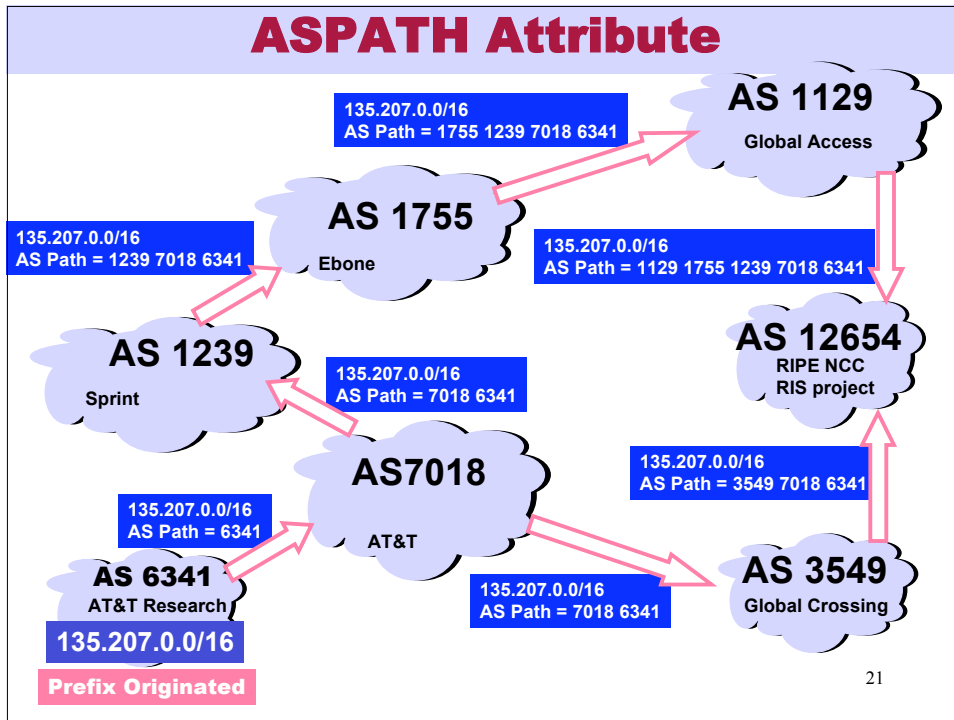 ASPATH Attribute
135.207.0.0/16
AS Path = 1755 1239 7018 6341
AS 1129
Global Access
AS 1755
Ebone
135.207.0.0/16
AS Path = 1239 7018 6341
135.207.0.0/16
AS Path = 1129 1755 1239 7018 6341
AS 1239
Sprint
AS 12654
RIPE NCC
RIS project
135.207.0.0/16
AS Path = 7018 6341
AS7018
AT&T
135.207.0.0/16
AS Path = 3549 7018 6341
135.207.0.0/16
AS Path = 6341
AS 6341
AT&T Research
135.207.0.0/16
Prefix Originated
135.207.0.0/16
AS Path = 7018 6341
AS 3549
Global Crossing
21